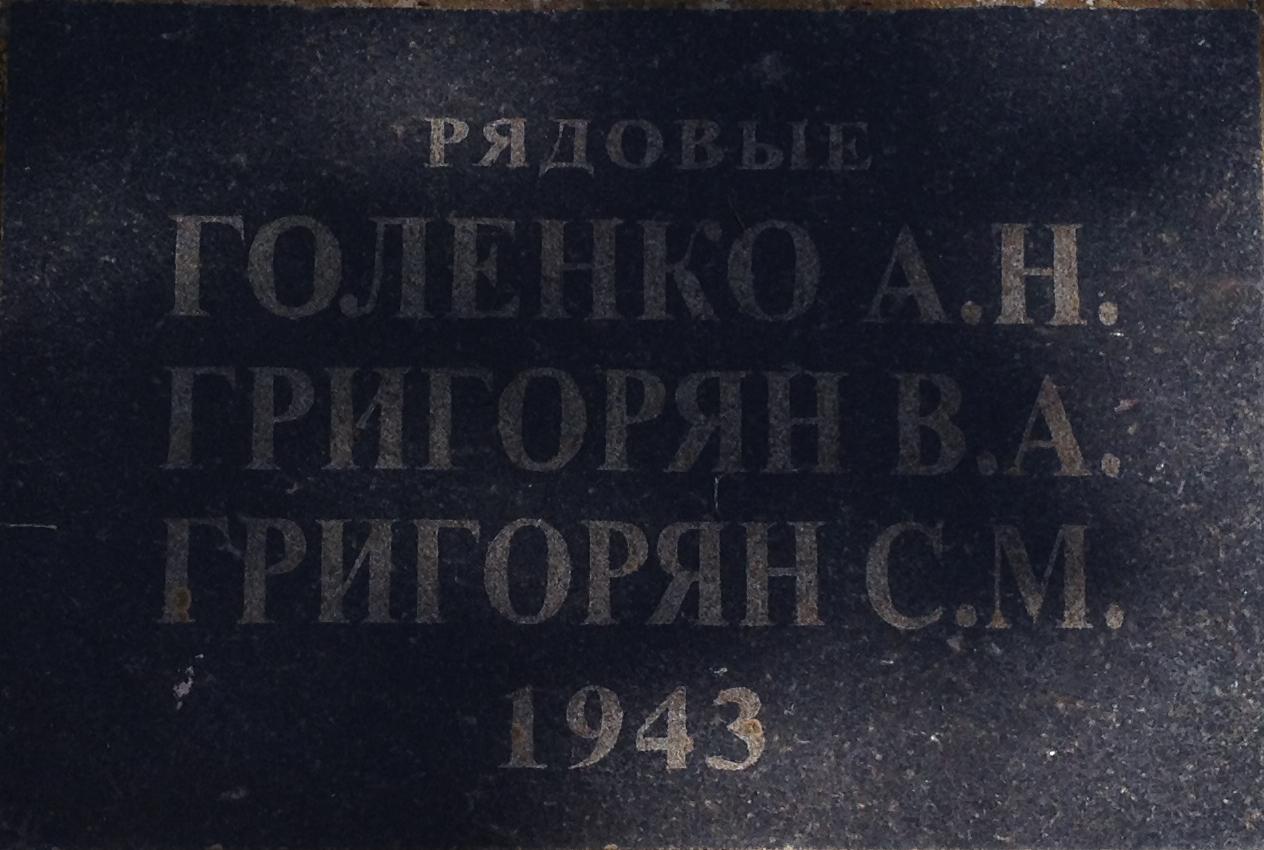 РЯДОВЫЕ
ГОЛЕНКО А.Н.
ГРИГОРЯН В.А.
ГРИГОРЯН С.М.
1943